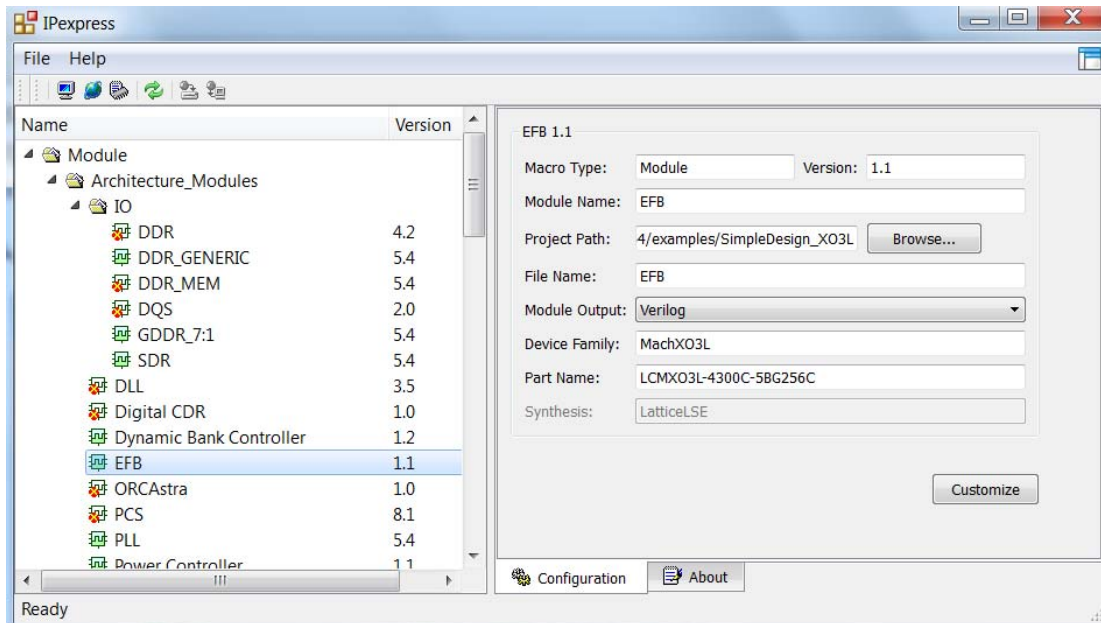 IPexpress
File Help
Name Version
Module
Architecture_Modules
IO
DDR 4.2
DDR_GENERIC 5.4
DDR_MEM 5.4
DQS 2.0
GDDR_7:1 5.4
SDR 5.4
DLL 3.5
Digital CDR 1.0
Dynamic Bank Controller 1.2
EFB 1.1
ORCAstra 1.0
PCS 8.1
PLL 5.4
Power Controller 1.1
EFB 1.1
Macro Type: Module Version: 1.1
Module Name: EFB
Project Path: 4/examples/SimpleDesign_XO3L Browse...
File Name: EFB
Module Output: Verilog
Device Family: MachXO3L
Part Name: LCMXO3L-4300C-5BG256C
Synthesis: LatticeLSE
Customize
Configuration About
Ready